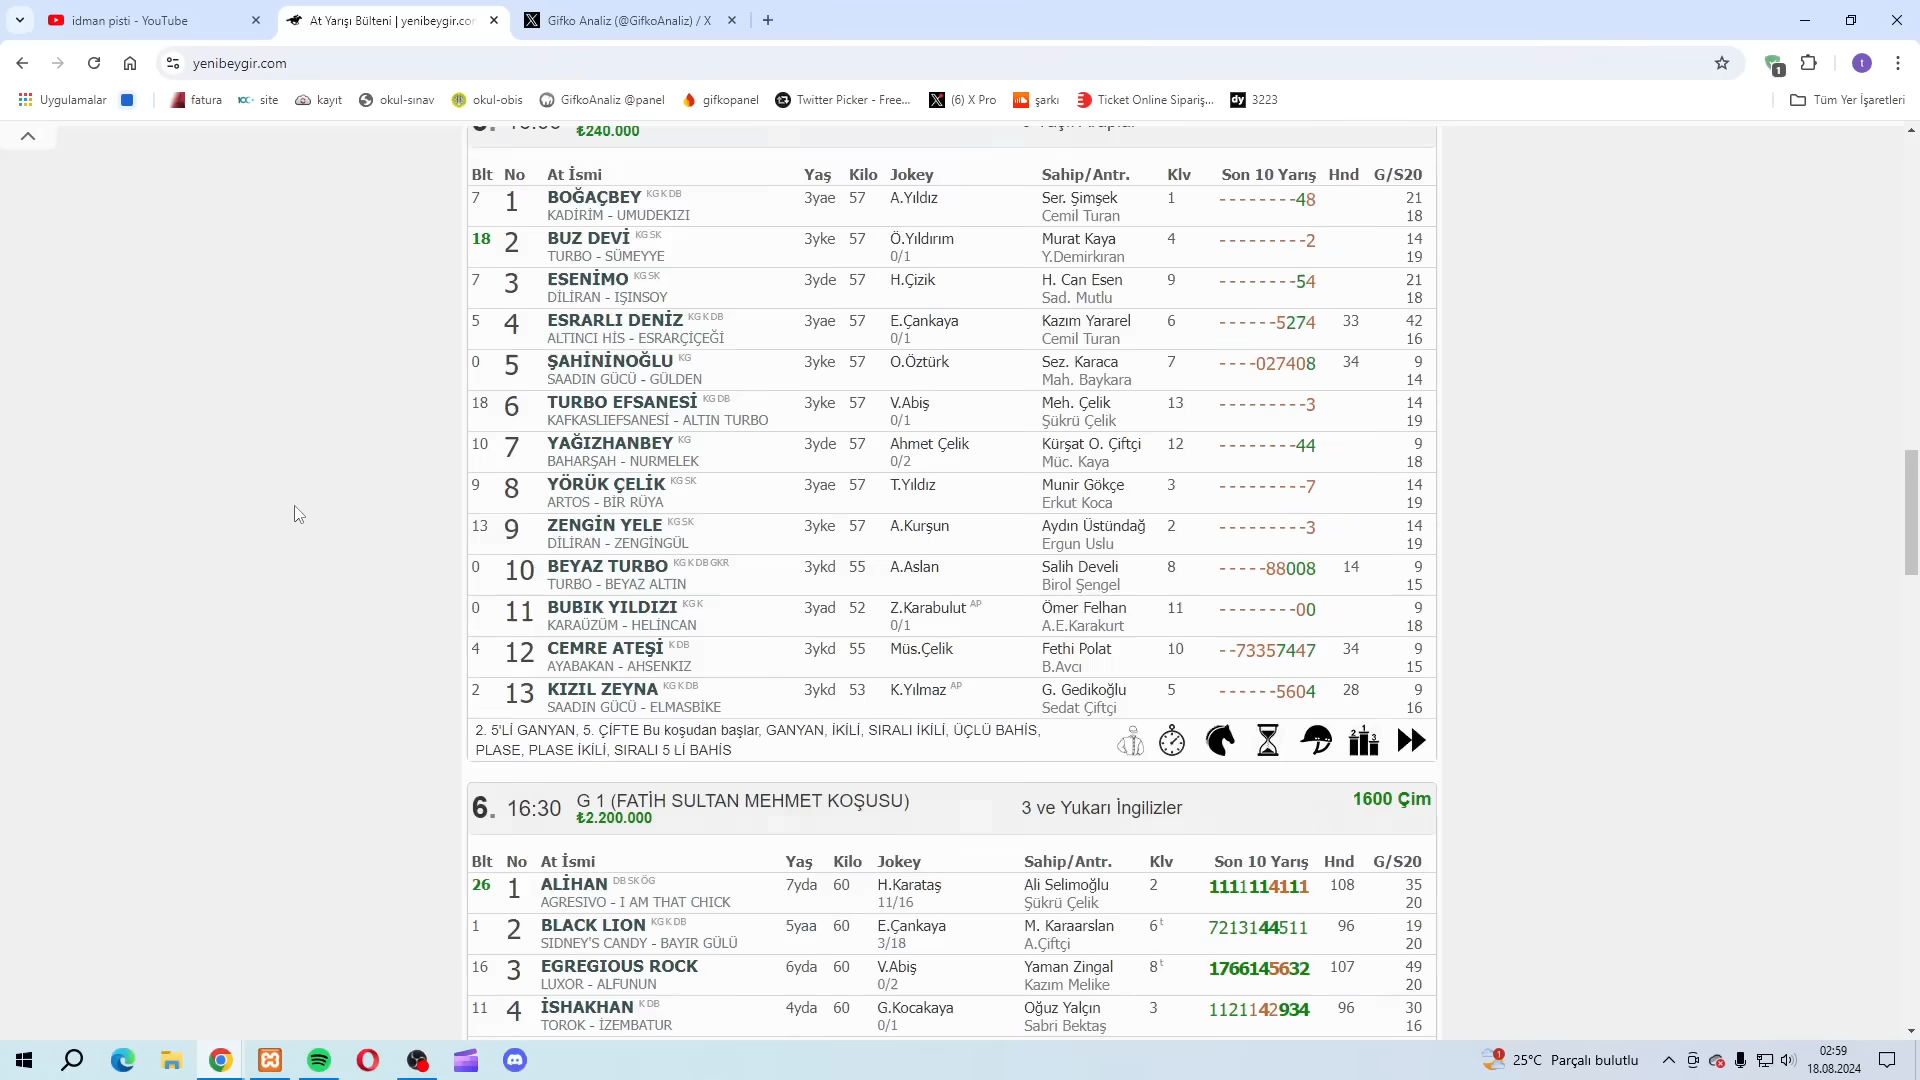 idman pisti - YouTube
At Yarışı Bülteni | yenibeygir.com
Gifko Analiz (@GifkoAnaliz) / X
yenibeygir.com
1
t
Uygulamalar
fatura
site
kayıt
okul-sınav
okul-obis
GifkoAnaliz @panel
gifkopanel
Twitter Picker - Free...
(6) X Pro
şarkı
Ticket Online Sipariş...
dy 3223
Tüm Yer İşaretleri
₺240.000
Blt No At İsmi Yaş Kilo Jokey Sahip/Antr. Klv Son 10 Yarış Hnd G/S20
7 1 BOĞAÇBEY KG K DB 3yae 57 A.Yıldız Ser. Şimşek 1 --------48 21
KADİRİM - UMUDEKIZI Cemil Turan 18
18 2 BUZ DEVİ KG SK 3yke 57 Ö.Yıldırım Murat Kaya 4 ---------2 14
TURBO - SÜMEYYE 0/1 Y.Demirkıran 19
7 3 ESENİMO KG SK 3yde 57 H.Çizik H. Can Esen 9 --------54 21
DİLİRAN - IŞINSOY Sad. Mutlu 18
5 4 ESRARLI DENİZ KG K DB 3yae 57 E.Çankaya Kazım Yararel 6 ------5274 33 42
ALTINCI HİS - ESRARÇİÇEĞİ 0/1 Cemil Turan 16
0 5 ŞAHİNİNOĞLU KG 3yke 57 O.Öztürk Sez. Karaca 7 ----027408 34 9
SAADIN GÜCÜ - GÜLDEN Mah. Baykara 14
18 6 TURBO EFSANESİ KG DB 3yke 57 V.Abiş Meh. Çelik 13 ---------3 14
KAFKASLIEFSANESİ - ALTIN TURBO 0/1 Şükrü Çelik 19
10 7 YAĞIZHANBEY KG 3yde 57 Ahmet Çelik Kürşat O. Çiftçi 12 --------44 9
BAHARŞAH - NURMELEK 0/2 Müc. Kaya 18
9 8 YÖRÜK ÇELİK KG SK 3yae 57 T.Yıldız Munir Gökçe 3 ---------7 14
ARTOS - BİR RÜYA Erkut Koca 19
13 9 ZENGİN YELE KG SK 3yke 57 A.Kurşun Aydın Üstündağ 2 ---------3 14
DİLİRAN - ZENGİNGÜL Ergun Uslu 19
0 10 BEYAZ TURBO KG K DB GKR 3ykd 55 A.Aslan Salih Develi 8 -----88008 14 9
TURBO - BEYAZ ALTIN Birol Şengel 15
0 11 BUBIK YILDIZI KG K 3yad 52 Z.Karabulut AP Ömer Felhan 11 --------00 9
KARAÜZÜM - HELİNCAN 0/1 A.E.Karakurt 18
4 12 CEMRE ATEŞİ K DB 3ykd 55 Müs.Çelik Fethi Polat 10 --73357447 34 9
AYABAKAN - AHSENKIZ B.Avcı 15
2 13 KIZIL ZEYNA KG K DB 3ykd 53 K.Yılmaz AP G. Gedikoğlu 5 ------5604 28 9
SAADIN GÜCÜ - ELMASBİKE Sedat Çiftçi 16
2. 5'Lİ GANYAN, 5. ÇİFTE Bu koşudan başlar, GANYAN, İKİLİ, SIRALI İKİLİ, ÜÇLÜ BAHİS,
PLASE, PLASE İKİLİ, SIRALI 5 Lİ BAHİS
6. 16:30 G 1 (FATİH SULTAN MEHMET KOŞUSU) 3 ve Yukarı İngilizler 1600 Çim
₺2.200.000
Blt No At İsmi Yaş Kilo Jokey Sahip/Antr. Klv Son 10 Yarış Hnd G/S20
26 1 ALİHAN DB SK ÖG 7yda 60 H.Karataş Ali Selimoğlu 2 1111114111 108 35
AGRESIVO - I AM THAT CHICK 11/16 Şükrü Çelik 20
1 2 BLACK LION KG K DB 5yaa 60 E.Çankaya M. Karaarslan 6 t 7213144511 96 19
SIDNEY'S CANDY - BAYIR GÜLÜ 3/18 A.Çiftçi 20
16 3 EGREGIOUS ROCK 6yda 60 V.Abiş Yaman Zingal 8 t 1766145632 107 49
LUXOR - ALFUNUN 0/2 Kazım Melike 20
11 4 İSHAKHAN K DB 4yda 60 G.Kocakaya Oğuz Yalçın 3 1121142934 96 30
TOROK - İZEMBATUR 0/1 Sabri Bektaş 16
25°C Parçalı bulutlu
02:59
18.08.2024